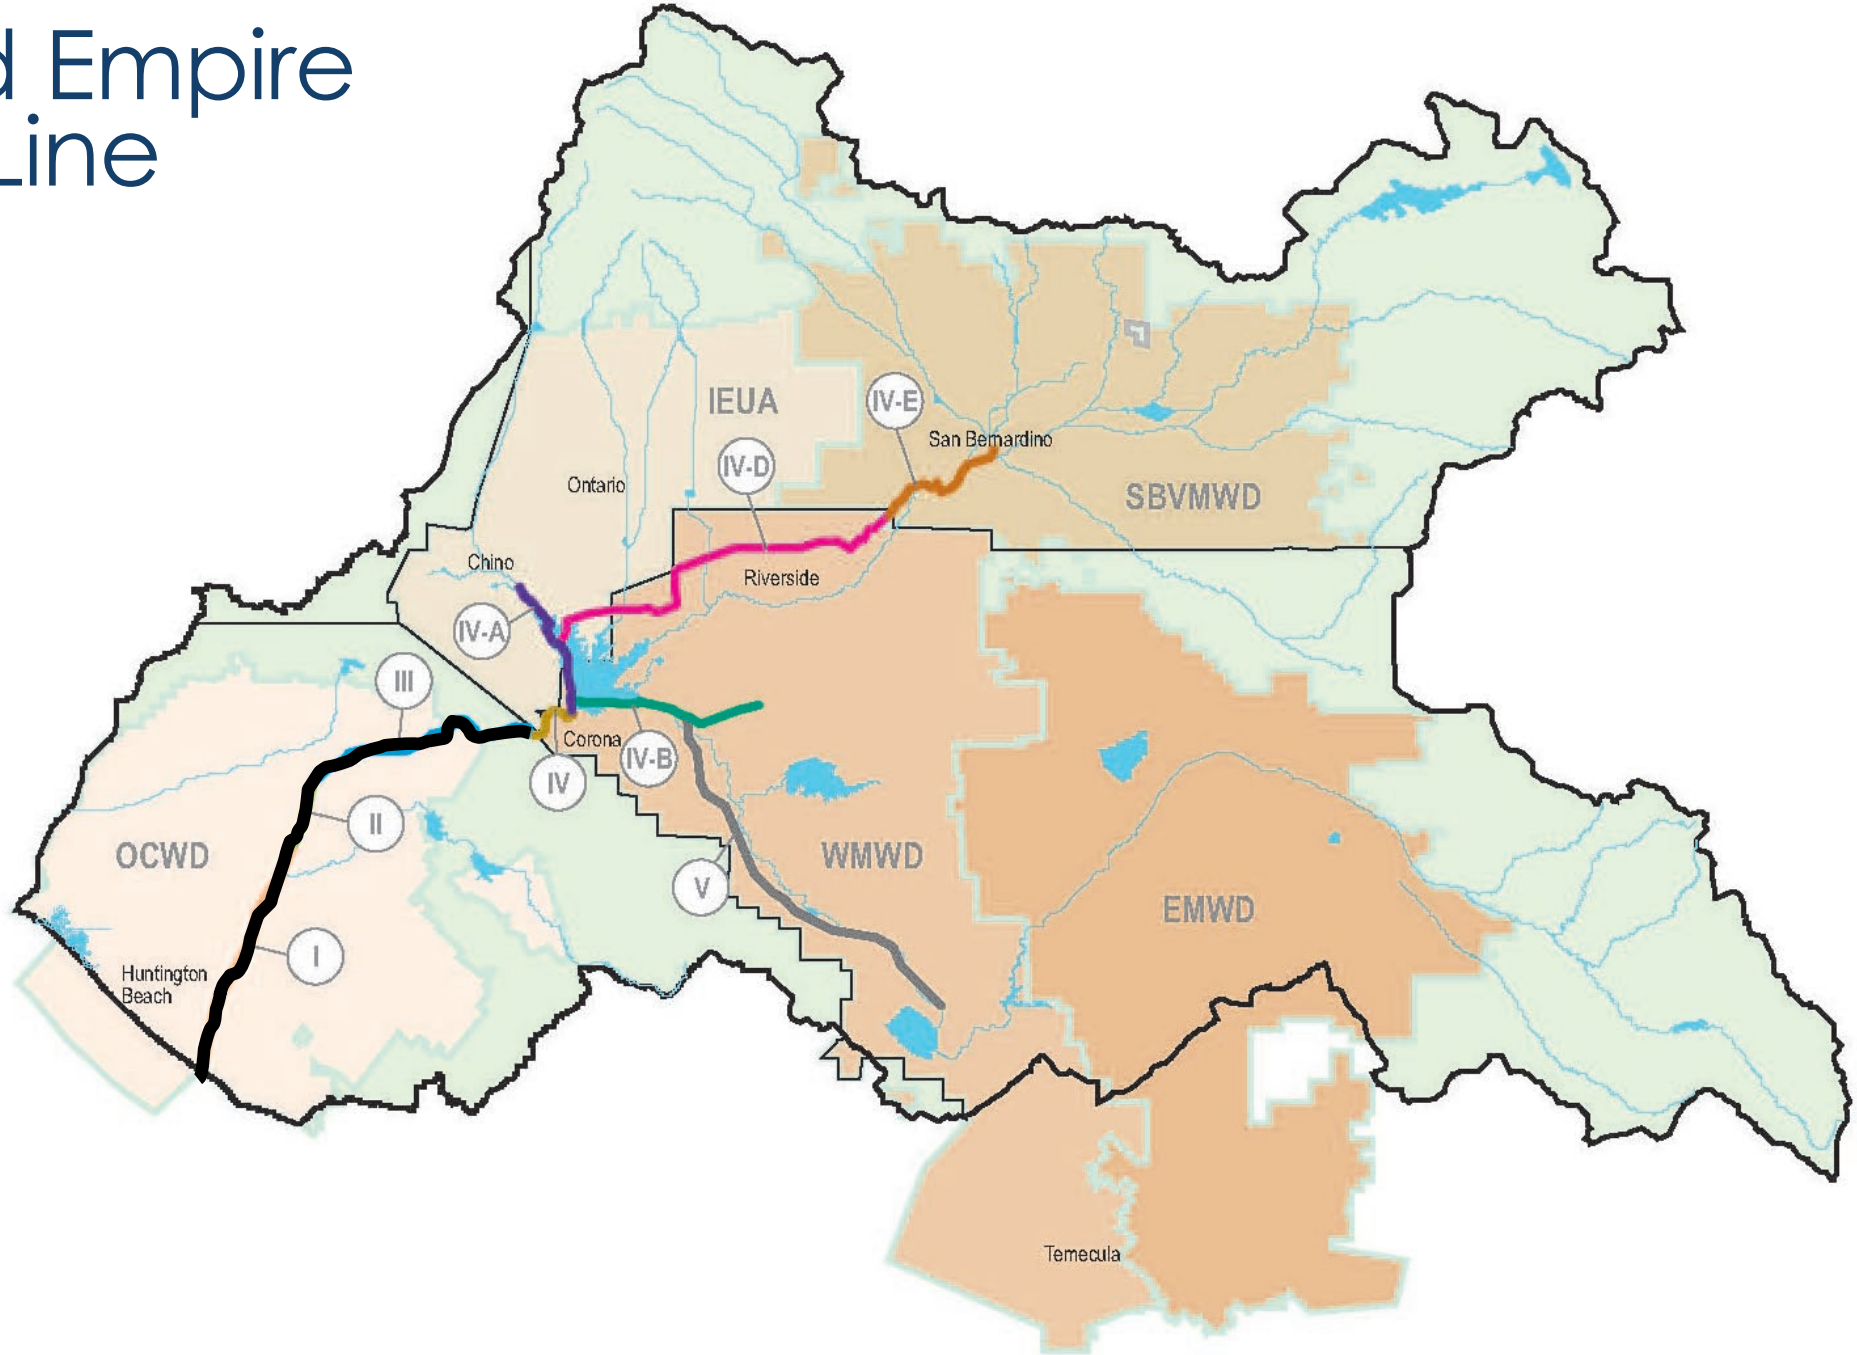 d Empire
Line
IEUA
IV-E
San Bernardino
IV-D
Ontario
SBVMWD
Chino
Riverside
IV-A
III
Corona
IV-B
IV
II
OCWD
WMWD
V
EMWD
I
Huntington
Beach
Temecula